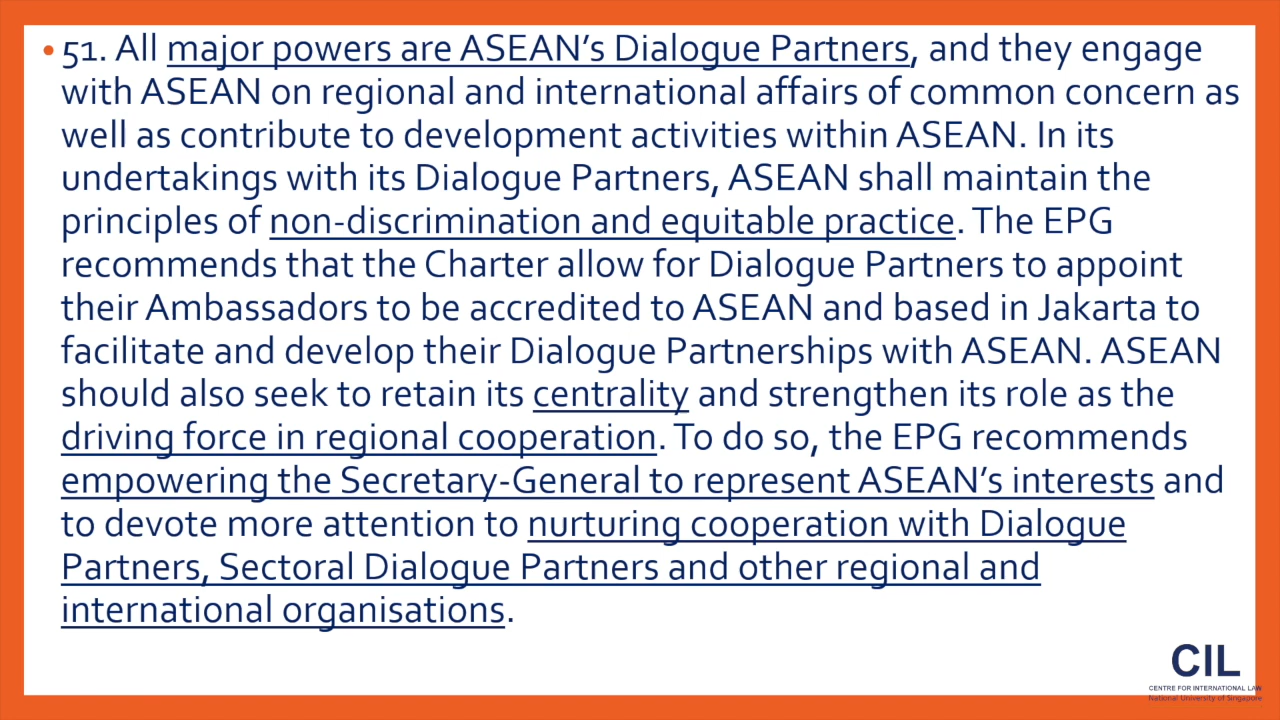 • 51. All major powers are ASEAN’s Dialogue Partners, and they engage
with ASEAN on regional and international affairs of common concern as
well as contribute to development activities within ASEAN. In its
undertakings with its Dialogue Partners, ASEAN shall maintain the
principles of non-discrimination and equitable practice. The EPG
recommends that the Charter allow for Dialogue Partners to appoint
their Ambassadors to be accredited to ASEAN and based in Jakarta to
facilitate and develop their Dialogue Partnerships with ASEAN. ASEAN
should also seek to retain its centrality and strengthen its role as the
driving force in regional cooperation. To do so, the EPG recommends
empowering the Secretary-General to represent ASEAN’s interests and
to devote more attention to nurturing cooperation with Dialogue
Partners, Sectoral Dialogue Partners and other regional and
international organisations.
CIL
CENTRE FOR INTERNATIONAL LAW
National University of Singapore